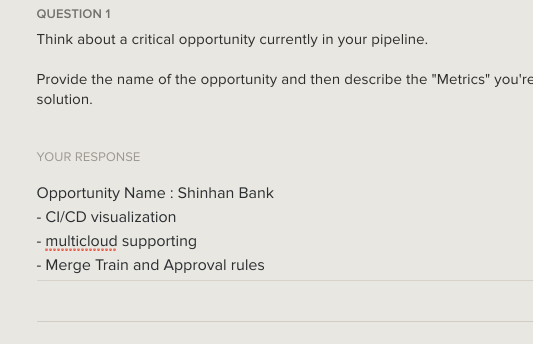 QUESTION 1
Think about a critical opportunity currently in your pipeline.
Provide the name of the opportunity and then describe the "Metrics" you're
solution.
YOUR RESPONSE
Opportunity Name : Shinhan Bank
- CI/CD visualization
- multicloud supporting
- Merge Train and Approval rules